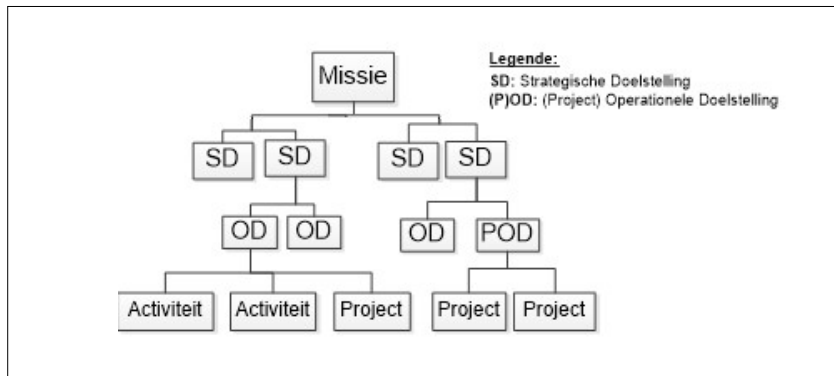 Missie
Legende:
SD: Strategische Doelstelling
(P)OD: (Project) Operationele Doelstelling
SD SD SD SD
OD OD OD POD
Activiteit Activiteit Project Project Project